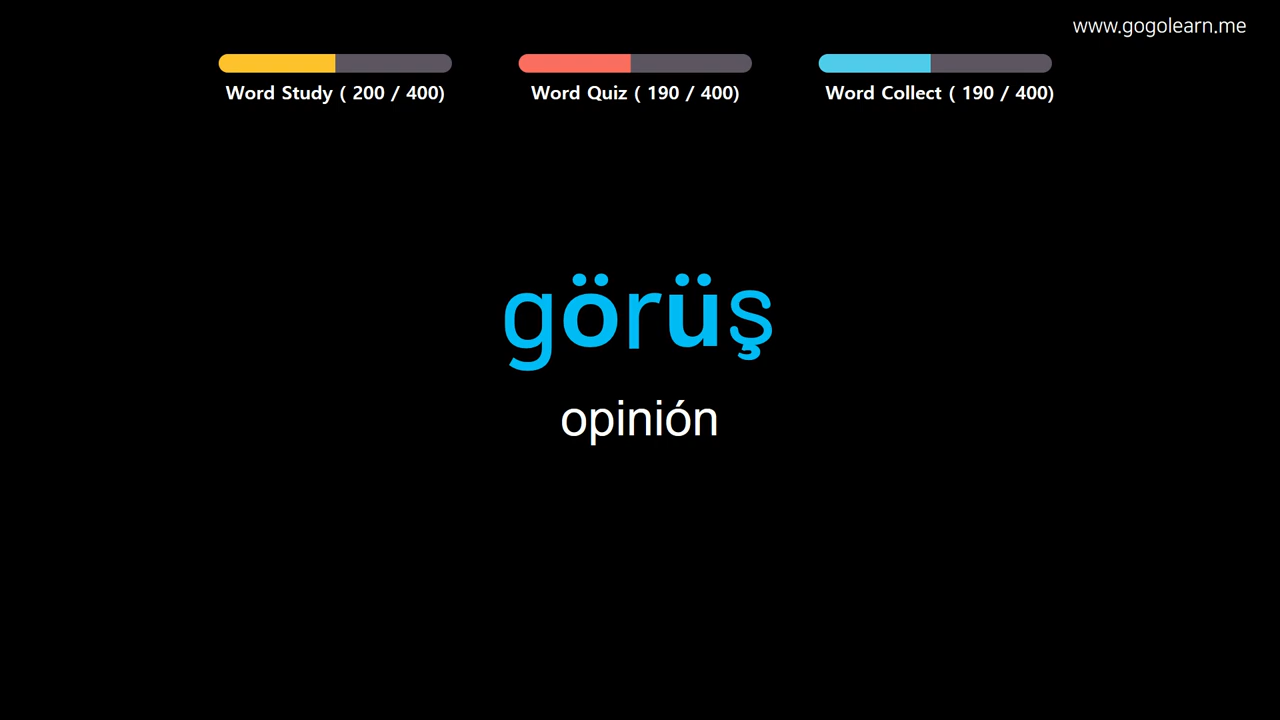 www.gogolearn.me
Word Study ( 200 / 400)
Word Quiz ( 190 / 400)
Word Collect ( 190 / 400)
görüş
opinión